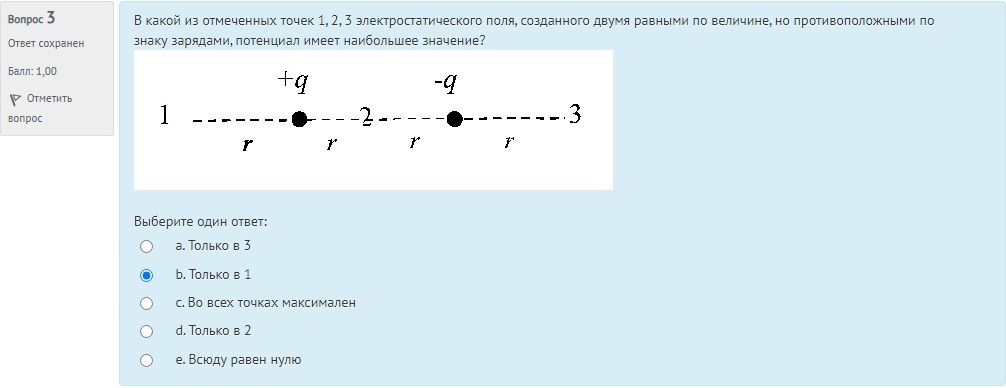 Вопрос 3
Ответ сохранен
Балл: 1,00
Отметить
вопрос
В какой из отмеченных точек 1, 2, 3 электростатического поля, созданного двумя равными по величине, но противоположными по
знаку зарядами, потенциал имеет наибольшее значение?
+q -q
1 2 3
r r r r
Выберите один ответ:
a. Только в 3
b. Только в 1
c. Во всех точках максимален
d. Только в 2
e. Всюду равен нулю